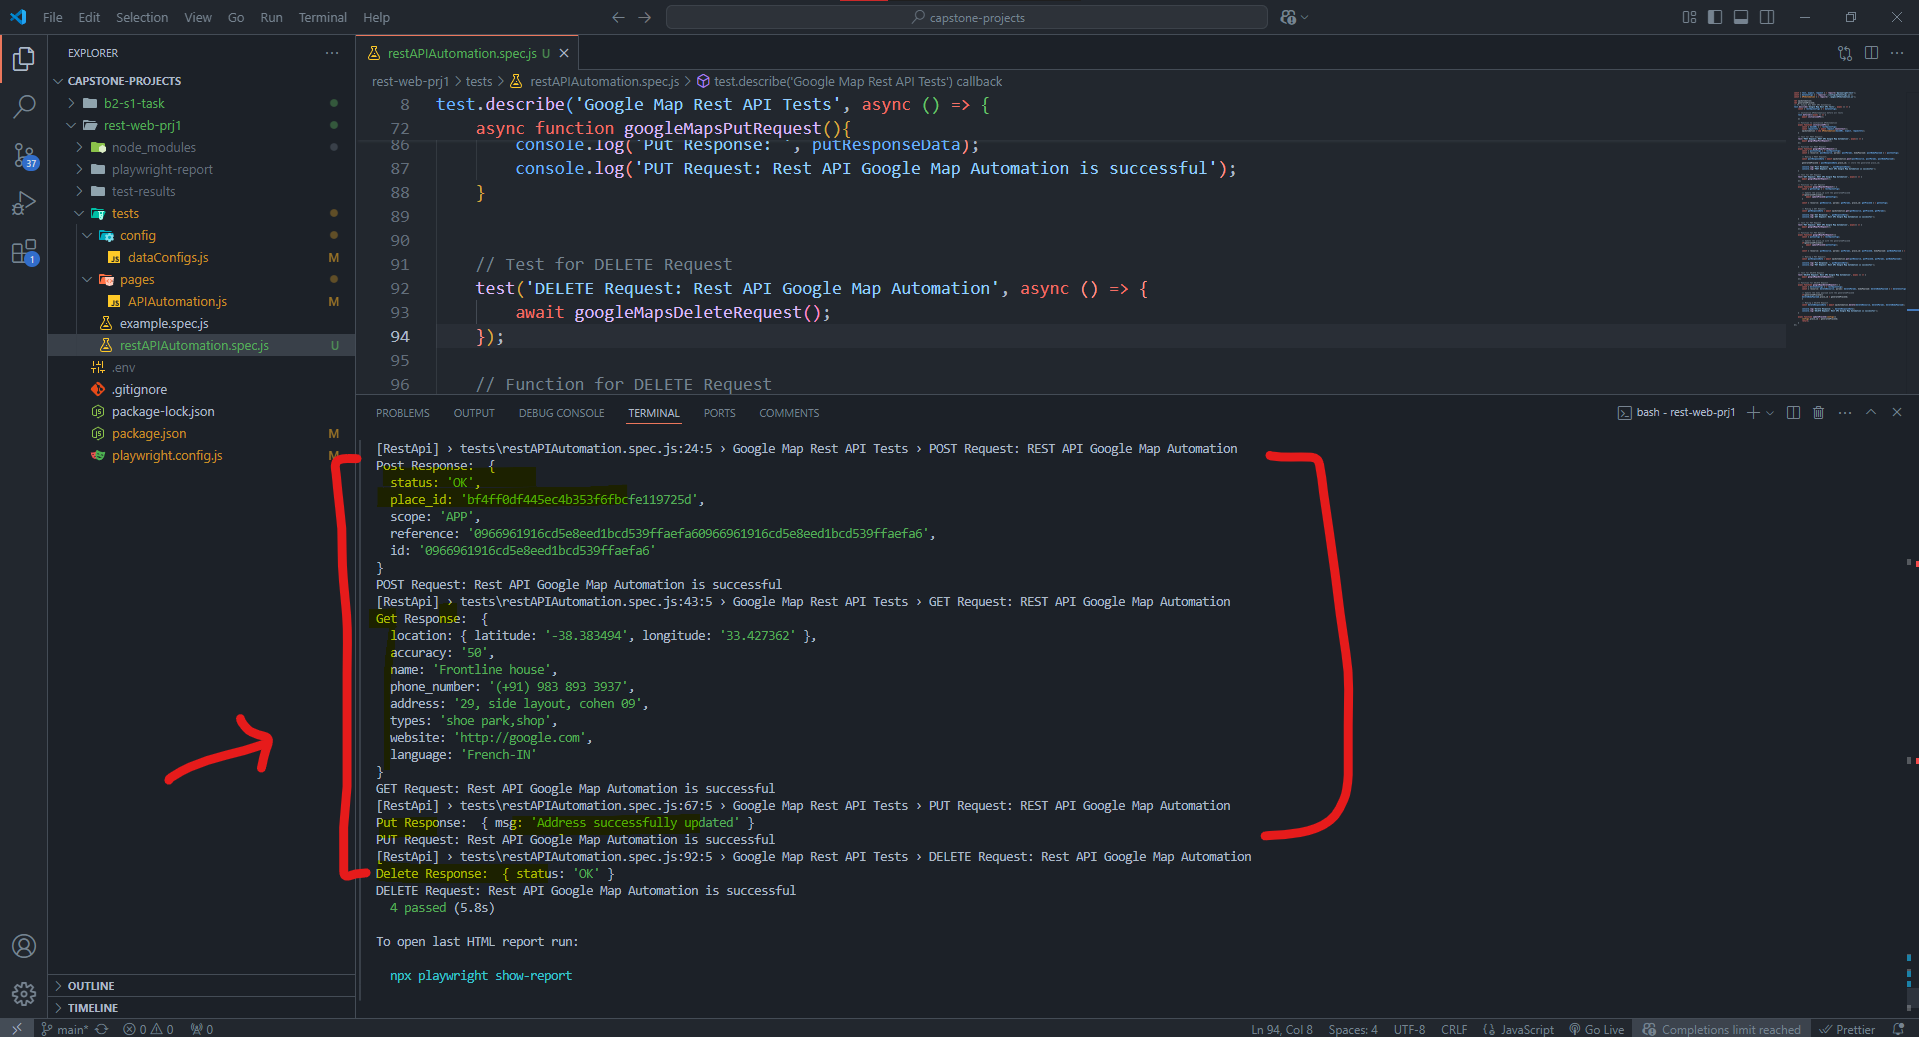 File Edit Selection View Go Run Terminal Help
capstone-projects
EXPLORER
CAPSTONE-PROJECTS
b2-s1-task
rest-web-prj1
node_modules
playwright-report
test-results
tests
config
dataConfigs.js M
pages
APIAutomation.js M
example.spec.js
restAPIAutomation.spec.js U
.env
.gitignore
package-lock.json
package.json M
playwright.config.js M
OUTLINE
TIMELINE
37
1
restAPIAutomation.spec.js U
rest-web-prj1 > tests > restAPIAutomation.spec.js > test.describe('Google Map Rest API Tests') callback
8 test.describe('Google Map Rest API Tests', async () => {
72 async function googleMapsPutRequest(){
86 console.log('Put Response: ', putResponseData);
87 console.log('PUT Request: Rest API Google Map Automation is successful');
88 }
89
90
91 // Test for DELETE Request
92 test('DELETE Request: Rest API Google Map Automation', async () => {
93 await googleMapsDeleteRequest();
94 });
95
96 // Function for DELETE Request
PROBLEMS OUTPUT DEBUG CONSOLE TERMINAL PORTS COMMENTS
bash - rest-web-prj1
[RestApi] › tests\restAPIAutomation.spec.js:24:5 › Google Map Rest API Tests › POST Request: REST API Google Map Automation
Post Response:  {
status: 'OK',
place_id: 'bf4ff0df445ec4b353f6fbcfe119725d',
scope: 'APP',
reference: '0966961916cd5e8eed1bcd539ffaefa60966961916cd5e8eed1bcd539ffaefa6',
id: '0966961916cd5e8eed1bcd539ffaefa6'
}
POST Request: Rest API Google Map Automation is successful
[RestApi] › tests\restAPIAutomation.spec.js:43:5 › Google Map Rest API Tests › GET Request: REST API Google Map Automation
Get Response:  {
location: { latitude: '-38.383494', longitude: '33.427362' },
accuracy: '50',
name: 'Frontline house',
phone_number: '(+91) 983 893 3937',
address: '29, side layout, cohen 09',
types: 'shoe park,shop',
website: 'http://google.com',
language: 'French-IN'
}
GET Request: Rest API Google Map Automation is successful
[RestApi] › tests\restAPIAutomation.spec.js:67:5 › Google Map Rest API Tests › PUT Request: REST API Google Map Automation
Put Response:  { msg: 'Address successfully updated' }
PUT Request: Rest API Google Map Automation is successful
[RestApi] › tests\restAPIAutomation.spec.js:92:5 › Google Map Rest API Tests › DELETE Request: Rest API Google Map Automation
Delete Response:  { status: 'OK' }
DELETE Request: Rest API Google Map Automation is successful
4 passed (5.8s)
To open last HTML report run:
npx playwright show-report
main* 0 0 0
Ln 94, Col 8 Spaces: 4 UTF-8 CRLF {} JavaScript Go Live Completions limit reached Prettier